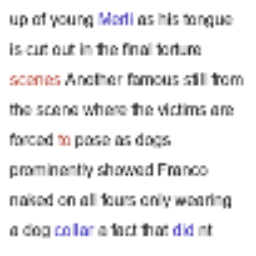 up of young Merli as his tongue
is cut out in the final torture
scenes Another famous still from
the scene where the victims are
forced to pose as dogs
prominently showed Franco
naked on all fours only wearing
a dog collar a fact that did nt